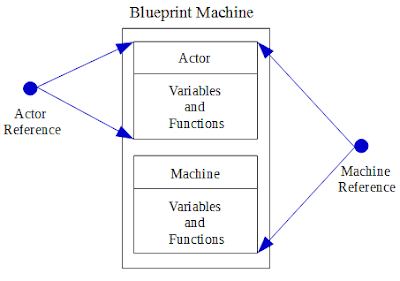 Blueprint Machine
Actor
Variables
and
Functions
Actor
Reference
Machine
Variables
and
Functions
Machine
Reference